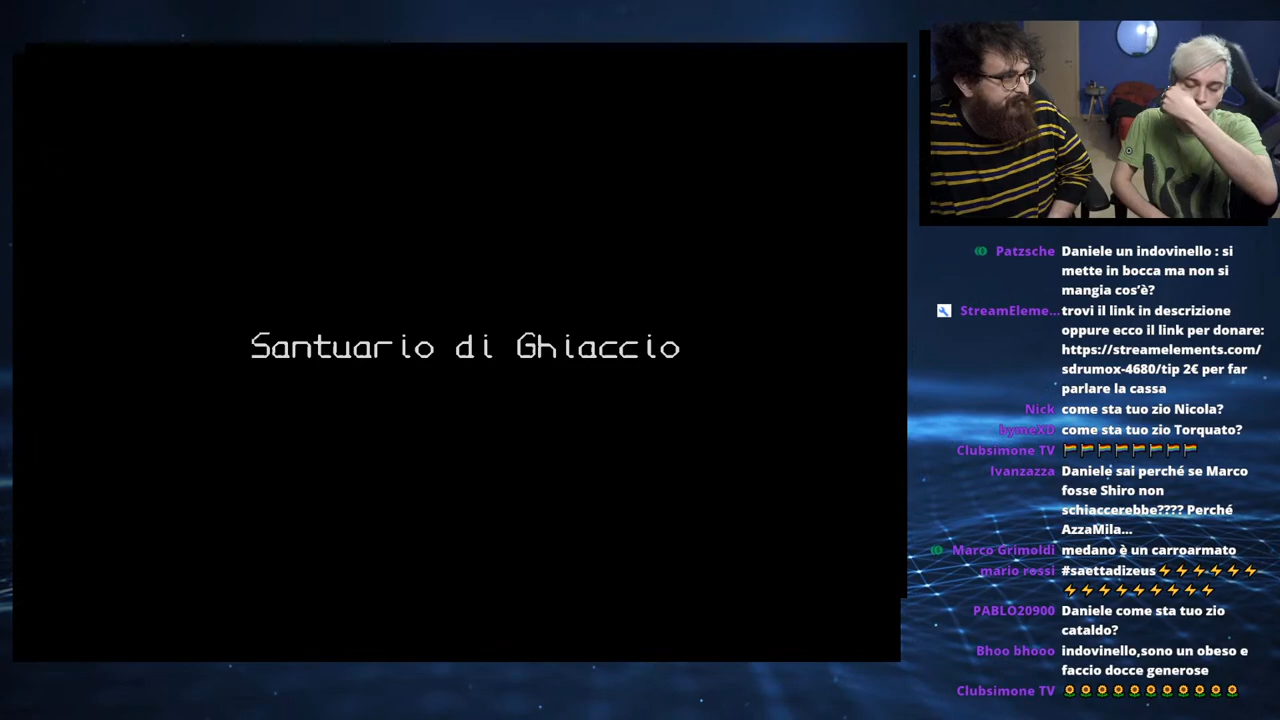 Santuario di Ghiaccio
Patzsche Daniele un indovinello : si
mette in bocca ma non si
mangia cos'è?
StreamEleme... trovi il link in descrizione
oppure ecco il link per donare:
https://streamelements.com/
sdrumox-4680/tip 2€ per far
parlare la cassa
Nick come sta tuo zio Nicola?
bymeXD come sta tuo zio Torquato?
Clubsimone TV 🏳️‍🌈🏳️‍🌈🏳️‍🌈🏳️‍🌈🏳️‍🌈🏳️‍🌈🏳️‍🌈🏳️‍🌈
Ivanzazza Daniele sai perché se Marco
fosse Shiro non
schiaccerebbe???? Perché
AzzaMila...
Marco Grimoldi medano è un carroarmato
mario rossi #saettadizeus ⚡⚡⚡⚡⚡⚡
⚡⚡⚡⚡⚡⚡⚡⚡⚡
PABLO20900 Daniele come sta tuo zio
cataldo?
Bhoo bhooo indovinello,sono un obeso e
faccio docce generose
Clubsimone TV 🌻🌻🌻🌻🌻🌻🌻🌻🌻🌻🌻